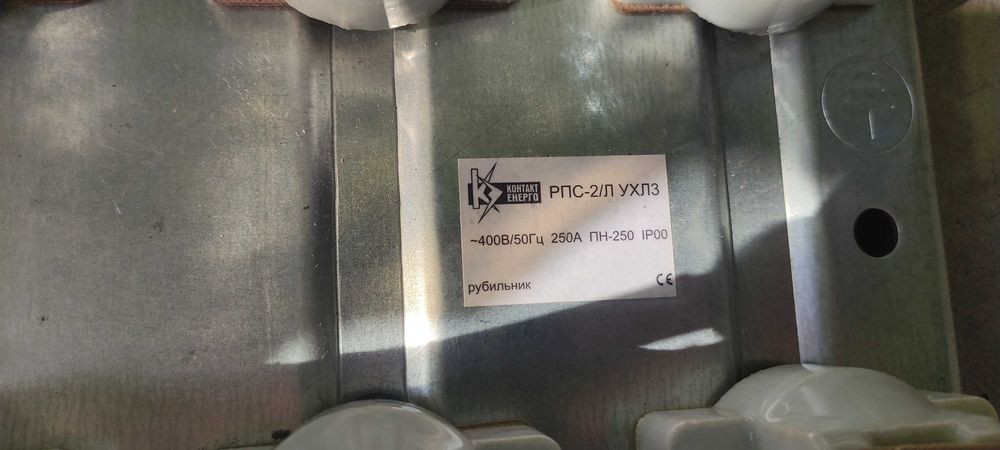 КОНТАКТ
ЕНЕРГО
РПС-2/Л УХЛ3
~400В/50Гц 250А ПН-250 IP00
рубильник CE